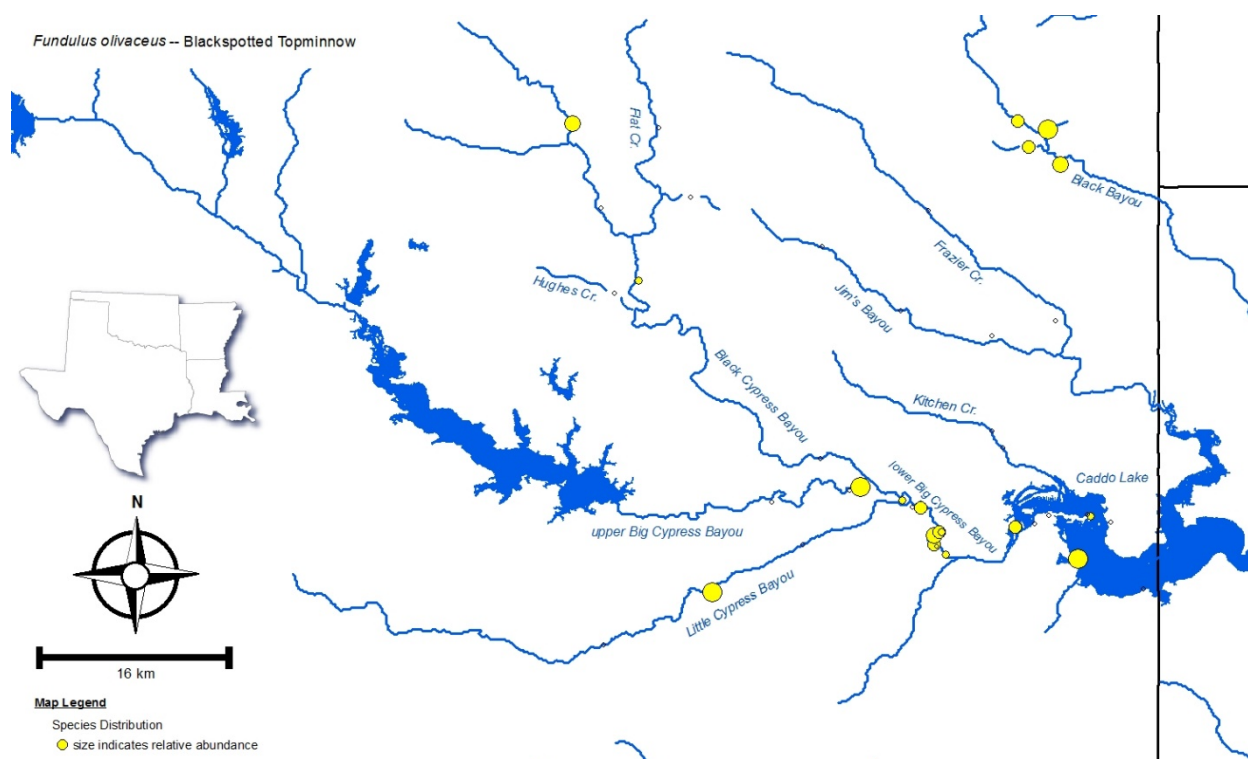 Fundulus olivaceus -- Blackspotted Topminnow
Flat Cr.
Black Bayou
Frazier Cr.
Hughes Cr.
Jim's Bayou
Black Cypress Bayou
Kitchen Cr.
lower Big Cypress Bayou
Caddo Lake
upper Big Cypress Bayou
Little Cypress Bayou
N
16 km
Map Legend
Species Distribution
size indicates relative abundance